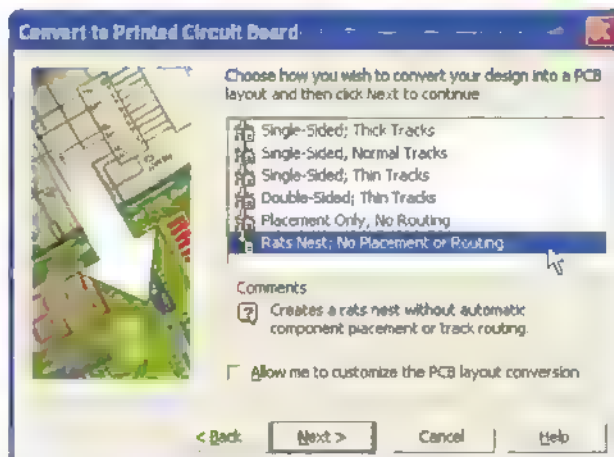 Convert to Printed Circuit Board
Choose how you wish to convert your design into a PCB
layout and then click Next to continue
Single-Sided; Thick Tracks
Single-Sided, Normal Tracks
Single-Sided; Thin Tracks
Double-Sided; Thin Tracks
Placement Only, No Routing
Rats Nest; No Placement or Routing
Comments
Creates a rats nest without automatic
component placement or track routing.
Allow me to customize the PCB layout conversion
< Back
Next >
Cancel
Help